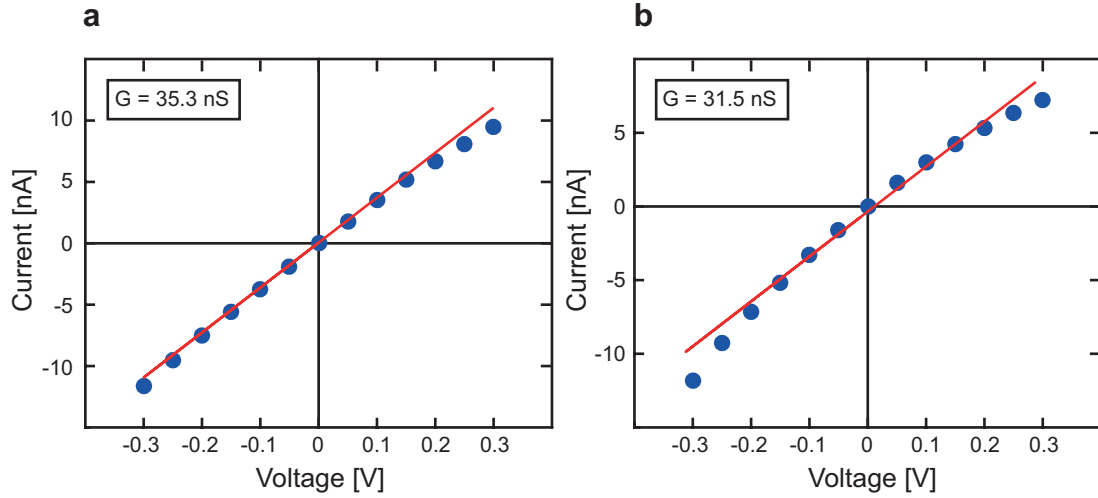 a
G = 35.3 nS
Current [nA]
10
5
0
-5
-10
-0.3 -0.2 -0.1 0 0.1 0.2 0.3
Voltage [V]
b
G = 31.5 nS
Current [nA]
5
0
-5
-10
-0.3 -0.2 -0.1 0 0.1 0.2 0.3
Voltage [V]